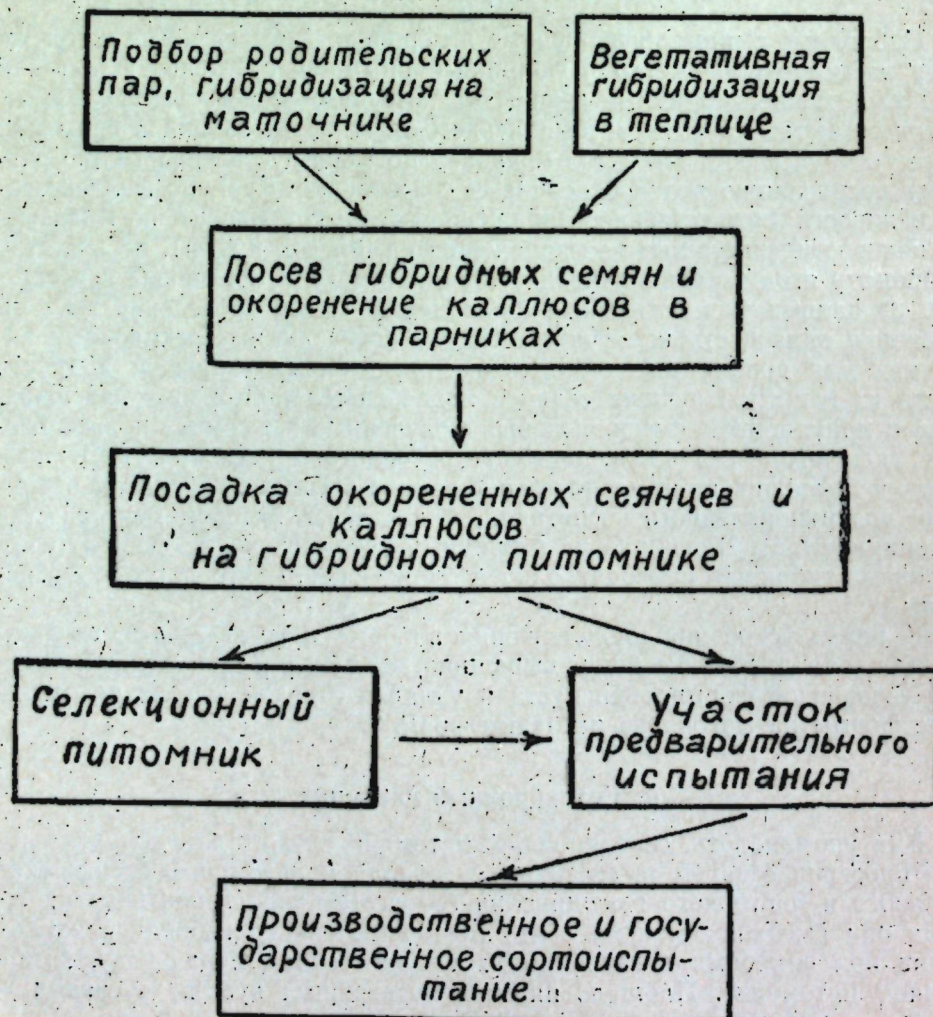 Подбор родительских
пар, гибридизация на
маточнике
Вегетативная
гибридизация
в теплице
Посев гибридных семян и
окоренение каллюсов в
парниках
Посадка окорененных сеянцев и
каллюсов
на гибридном питомнике
Селекционный
питомник
Участок
предварительного
испытания
Производственное и госу-
дарственное сортоиспы-
тание